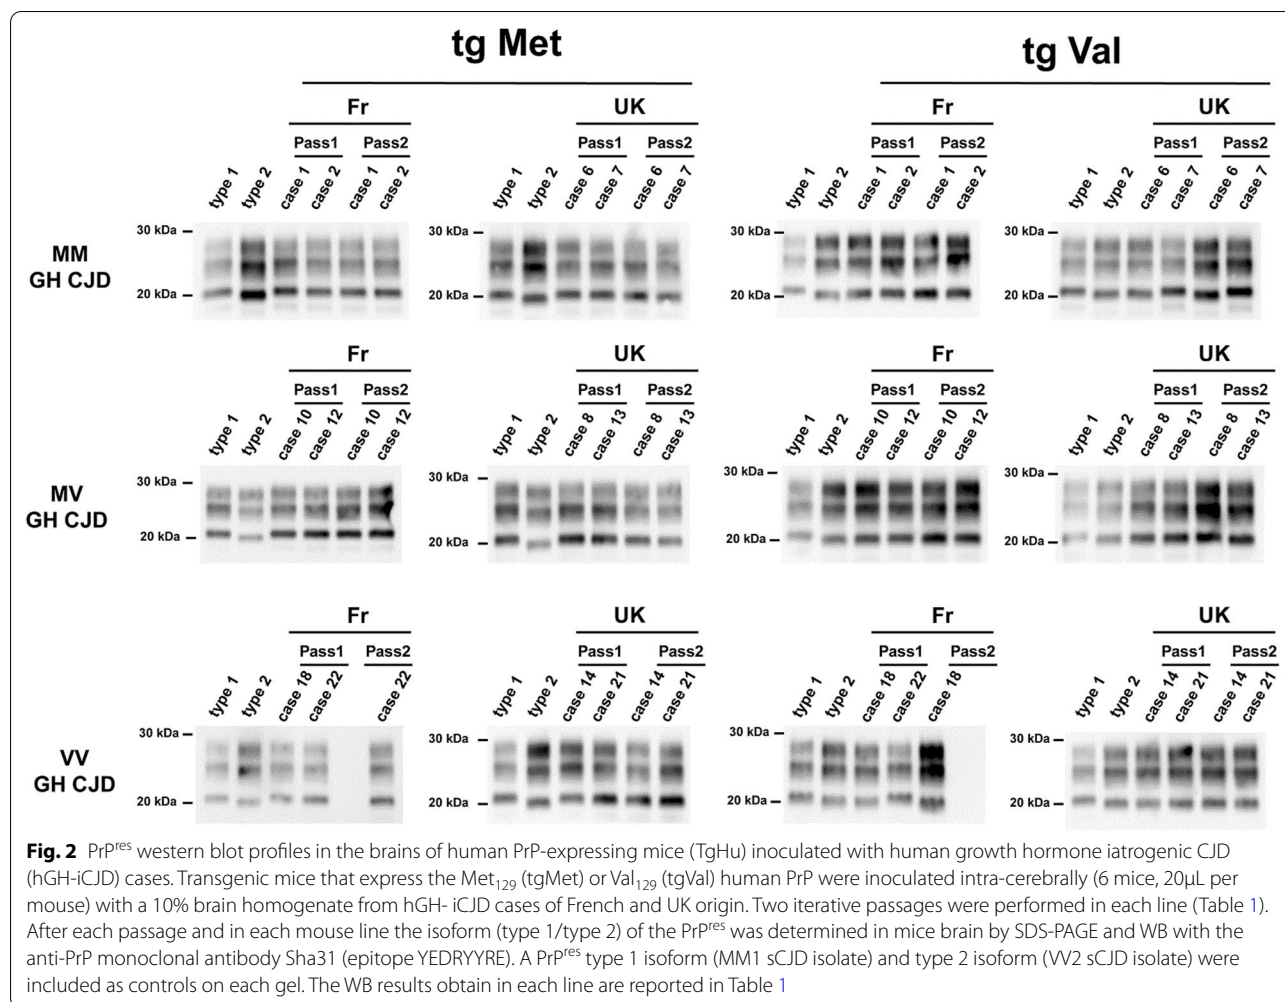 tg Met
tg Val
Fr
UK
Fr
UK
Pass1 Pass2
Pass1 Pass2
Pass1 Pass2
Pass1 Pass2
type 1 type 2 case 1 case 2 case 1 case 2
type 1 type 2 case 6 case 7 case 6 case 7
type 1 type 2 case 1 case 2 case 1 case 2
type 1 type 2 case 6 case 7 case 6 case 7
MM
GH CJD
30 kDa
20 kDa
30 kDa
20 kDa
30 kDa
20 kDa
30 kDa
20 kDa
Fr
UK
Fr
UK
Pass1 Pass2
Pass1 Pass2
Pass1 Pass2
Pass1 Pass2
type 1 type 2 case 10 case 12 case 10 case 12
type 1 type 2 case 8 case 13 case 8 case 13
type 1 type 2 case 10 case 12 case 10 case 12
type 1 type 2 case 8 case 13 case 8 case 13
MV
GH CJD
30 kDa
20 kDa
30 kDa
20 kDa
30 kDa
20 kDa
30 kDa
20 kDa
Fr
UK
Fr
UK
Pass1 Pass2
Pass1 Pass2
Pass1 Pass2
Pass1 Pass2
type 1 type 2 case 18 case 22 case 22
type 1 type 2 case 14 case 21 case 14 case 21
type 1 type 2 case 18 case 22 case 18
type 1 type 2 case 14 case 21 case 14 case 21
VV
GH CJD
30 kDa
20 kDa
30 kDa
20 kDa
30 kDa
20 kDa
30 kDa
20 kDa
Fig. 2 PrPres western blot profiles in the brains of human PrP-expressing mice (TgHu) inoculated with human growth hormone iatrogenic CJD
(hGH-iCJD) cases. Transgenic mice that express the Met129 (tgMet) or Val129 (tgVal) human PrP were inoculated intra-cerebrally (6 mice, 20µL per
mouse) with a 10% brain homogenate from hGH- iCJD cases of French and UK origin. Two iterative passages were performed in each line (Table 1).
After each passage and in each mouse line the isoform (type 1/type 2) of the PrPres was determined in mice brain by SDS-PAGE and WB with the
anti-PrP monoclonal antibody Sha31 (epitope YEDRYYRE). A PrPres type 1 isoform (MM1 sCJD isolate) and type 2 isoform (VV2 sCJD isolate) were
included as controls on each gel. The WB results obtain in each line are reported in Table 1